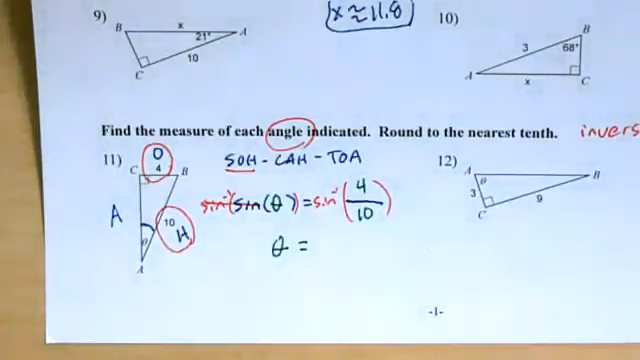 x ≈ 11.8
9)
B
x
A
21°
10
C
10)
B
3
68°
A
x
C
Find the measure of each angle indicated. Round to the nearest tenth.
invers
11)
O
SOH - CAH - TOA
C
4
B
A
10
H
θ
A
sin⁻¹(sin(θ)) = sin⁻¹(4/10)
θ =
12)
A
θ
B
3
9
C
-1-